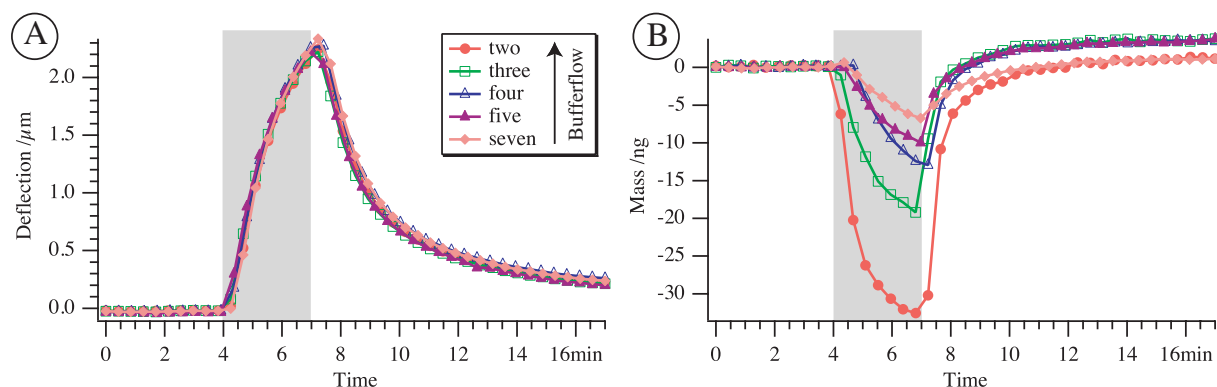 A
Deflection /µm
2.0
1.5
1.0
0.5
0.0
0 2 4 6 8 10 12 14 16min
Time
two
three
four
five
seven
Bufferflow
B
Mass /ng
0
-5
-10
-15
-20
-25
-30
0 2 4 6 8 10 12 14 16min
Time